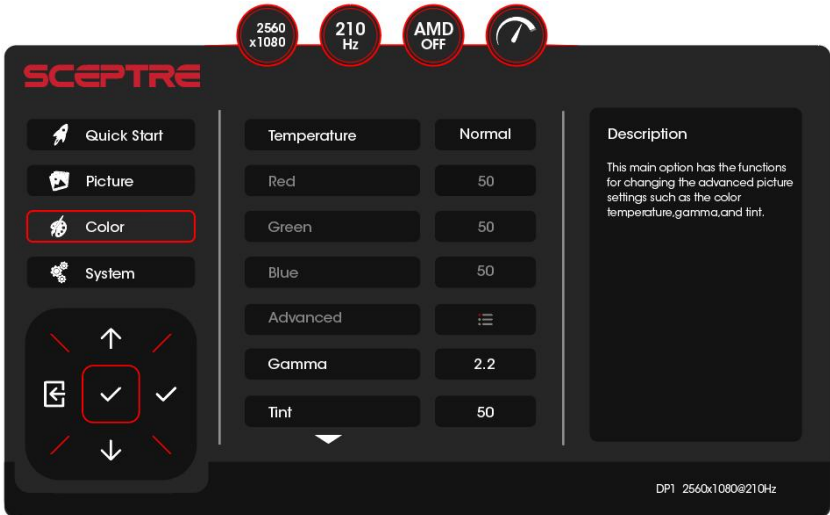 2560
x1080
210
Hz
AMD
OFF
SCEPTRE
Quick Start
Picture
Color
System
Temperature Normal
Red 50
Green 50
Blue 50
Advanced
Gamma 2.2
Tint 50
Description
This main option has the functions
for changing the advanced picture
settings such as the color
temperature,gamma,and tint.
DP1 2560x1080@210Hz